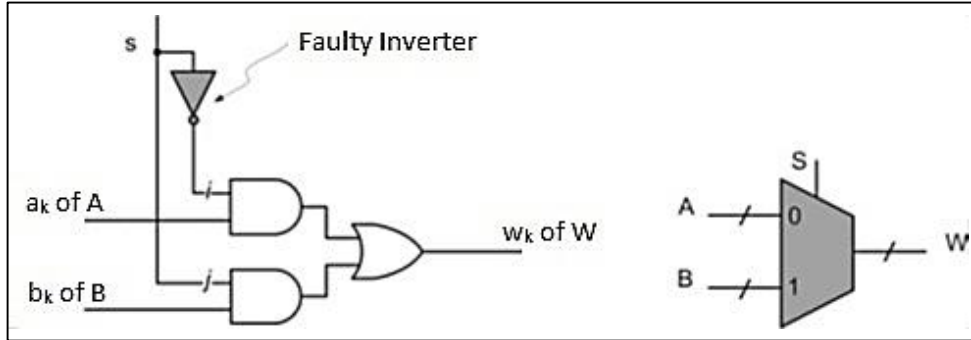 s
Faulty Inverter
i
aₖ of A
wₖ of W
j
bₖ of B
S
A
0
W
B
1